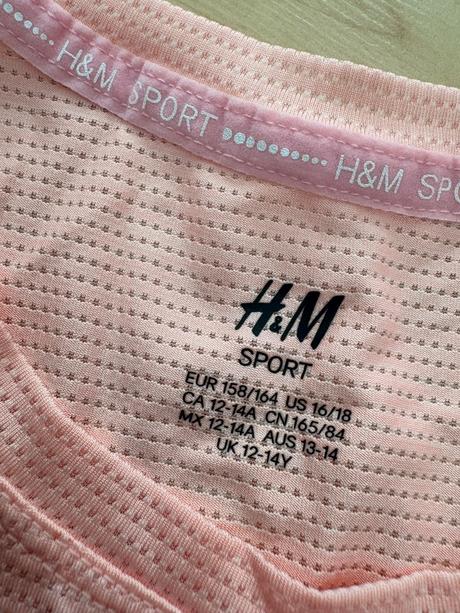 H&M SPORT H&M SPO
H&M
SPORT
EUR 158/164 US 16/18
CA 12-14A CN 165/84
MX 12-14A AUS 13-14
UK 12-14Y